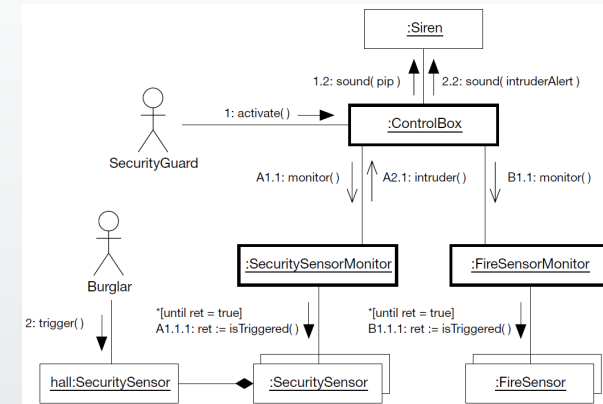 :Siren
1.2: sound( pip )
2.2: sound( intruderAlert )
1: activate( )
:ControlBox
SecurityGuard
A1.1: monitor( )
A2.1: intruder( )
B1.1: monitor( )
:SecuritySensorMonitor
:FireSensorMonitor
Burglar
2: trigger( )
*[until ret = true]
A1.1.1: ret := isTriggered( )
*[until ret = true]
B1.1.1: ret := isTriggered( )
hall:SecuritySensor
:SecuritySensor
:FireSensor